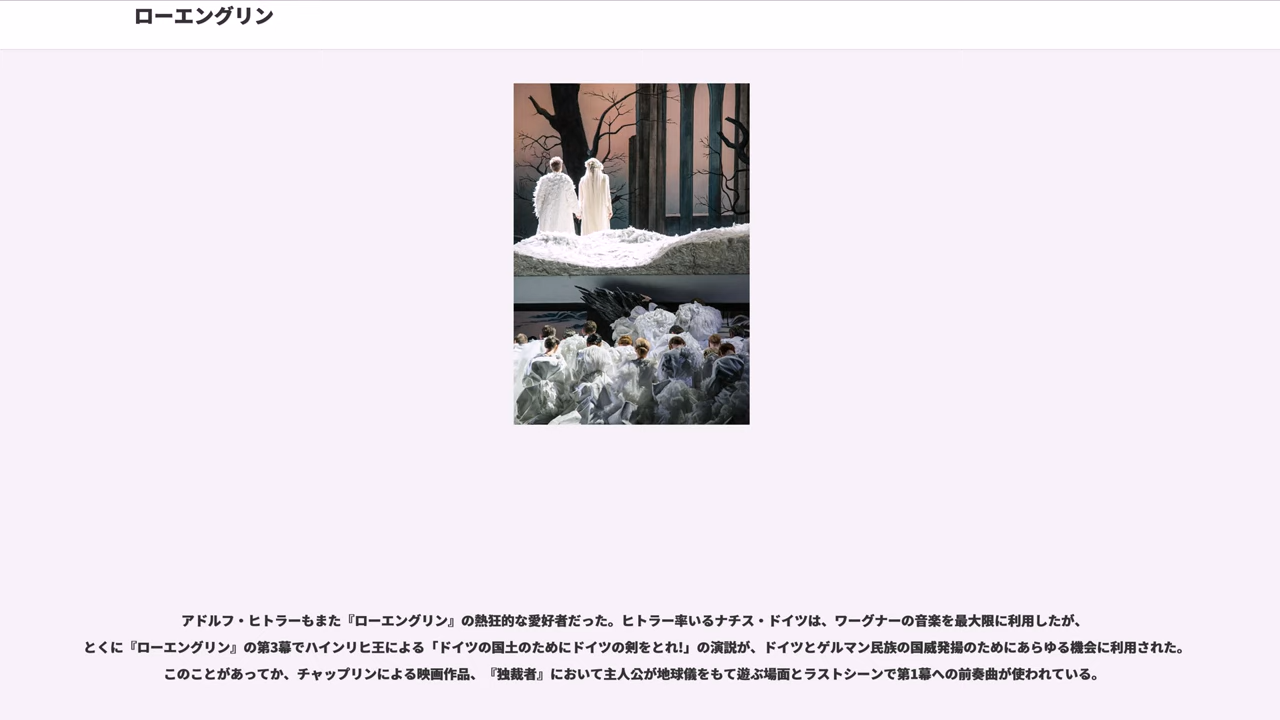 ローエングリン
アドルフ・ヒトラーもまた『ローエングリン』の熱狂的な愛好者だった。ヒトラー率いるナチス・ドイツは、ワーグナーの音楽を最大限に利用したが、
とくに『ローエングリン』の第3幕でハインリヒ王による「ドイツの国土のためにドイツの剣をとれ!」の演説が、ドイツとゲルマン民族の国威発揚のためにあらゆる機会に利用された。
このことがあってか、チャップリンによる映画作品、『独裁者』において主人公が地球儀をもて遊ぶ場面とラストシーンで第1幕への前奏曲が使われている。